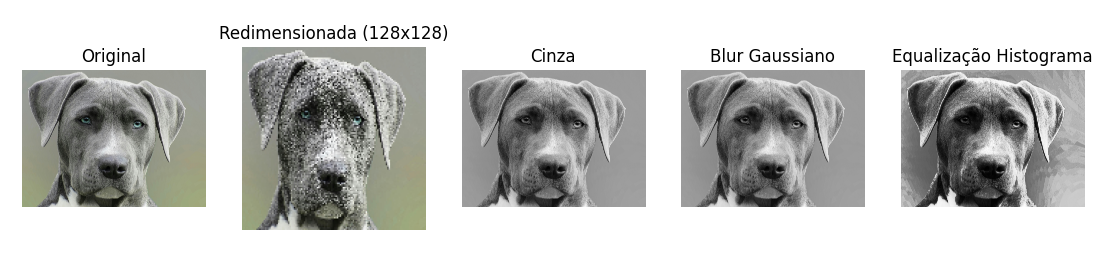 Original
Redimensionada (128x128)
Cinza
Blur Gaussiano
Equalização Histograma